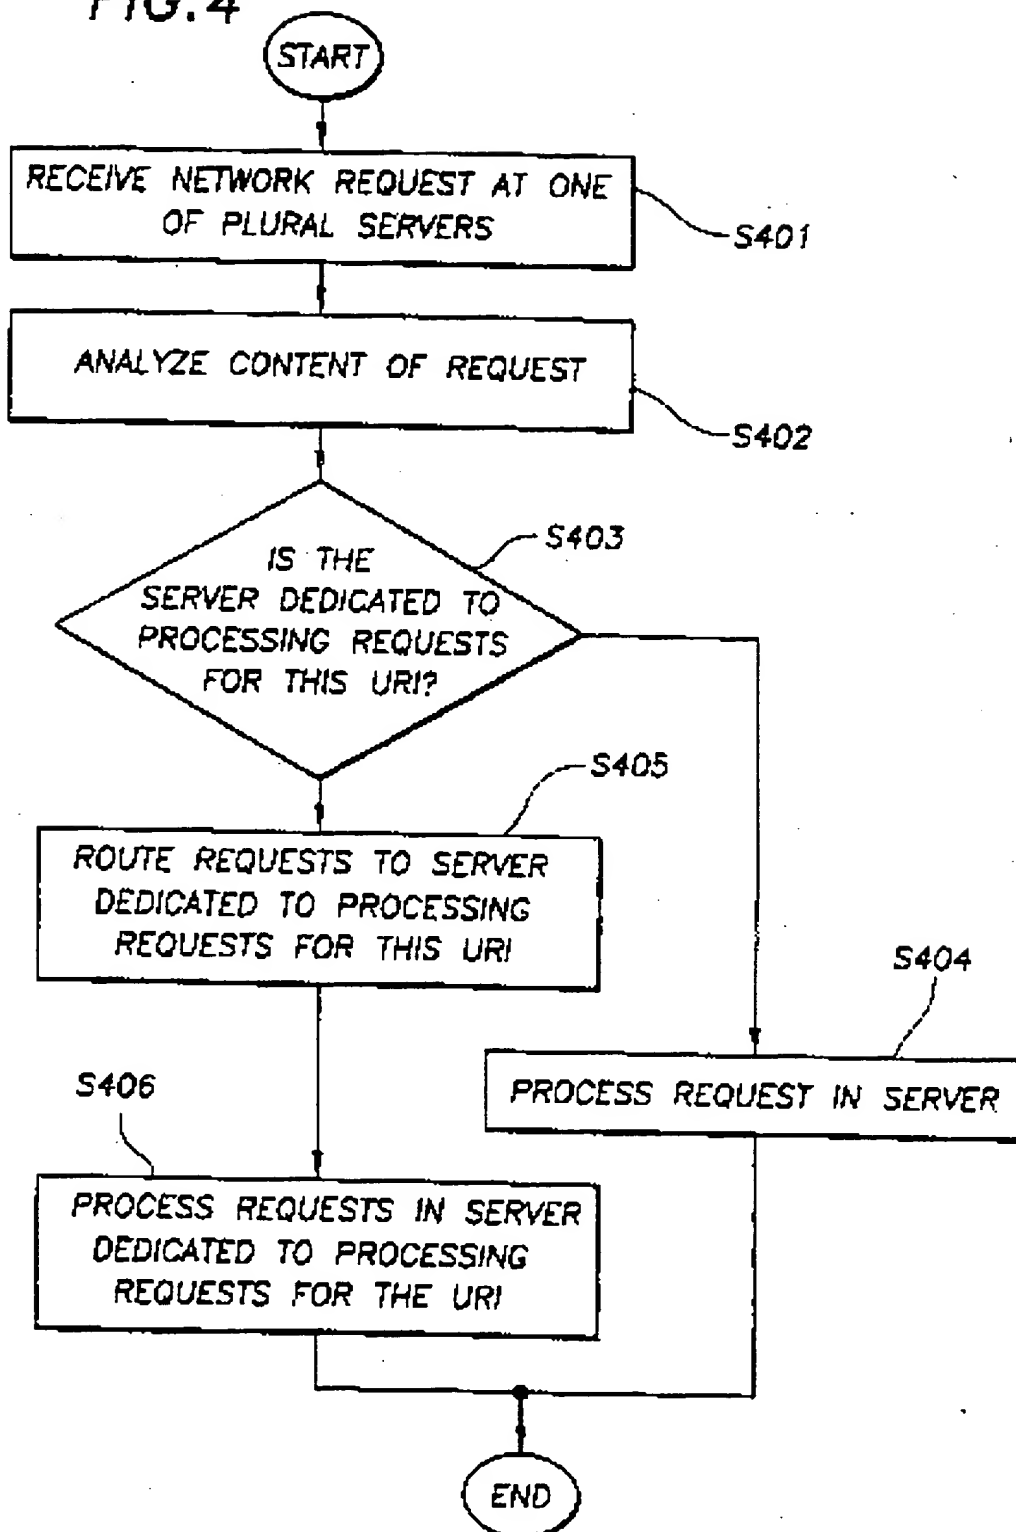 FIG. 4
START
RECEIVE NETWORK REQUEST AT ONE
OF PLURAL SERVERS
S401
ANALYZE CONTENT OF REQUEST
S402
IS THE
SERVER DEDICATED TO
PROCESSING REQUESTS
FOR THIS URI?
S403
S405
ROUTE REQUESTS TO SERVER
DEDICATED TO PROCESSING
REQUESTS FOR THIS URI
S404
PROCESS REQUEST IN SERVER
S406
PROCESS REQUESTS IN SERVER
DEDICATED TO PROCESSING
REQUESTS FOR THE URI
END